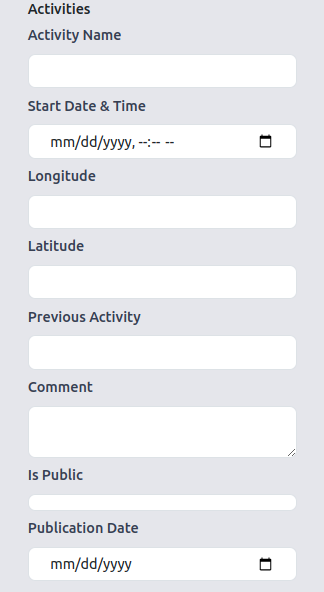 Activities
Activity Name
Start Date & Time
mm/dd/yyyy, --:-- --
Longitude
Latitude
Previous Activity
Comment
Is Public
Publication Date
mm/dd/yyyy